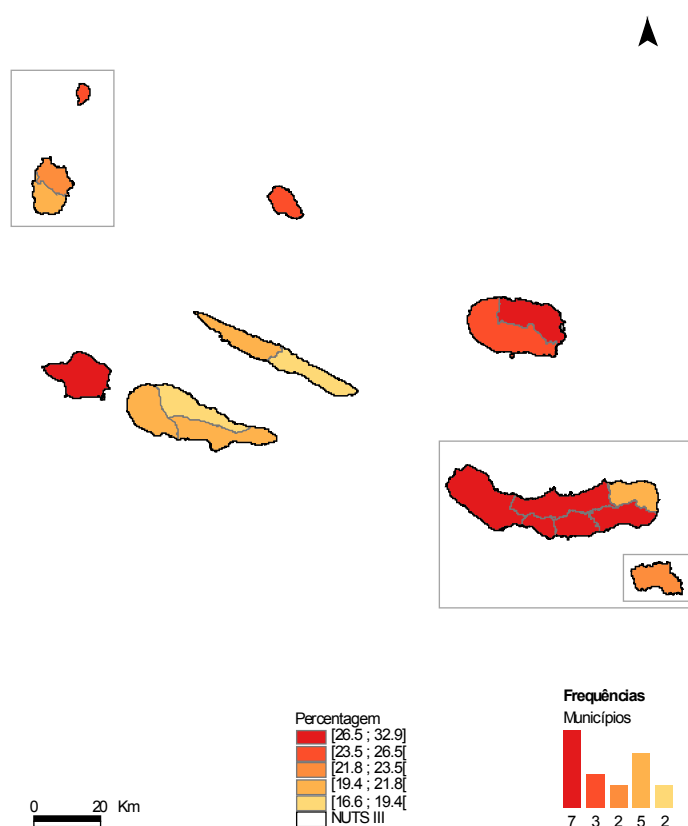 Percentagem
[26.5 ; 32.9]
[23.5 ; 26.5[
[21.8 ; 23.5[
[19.4 ; 21.8[
[16.6 ; 19.4[
NUTS III
Frequências
Municípios
7 3 2 5 2
0 20 Km